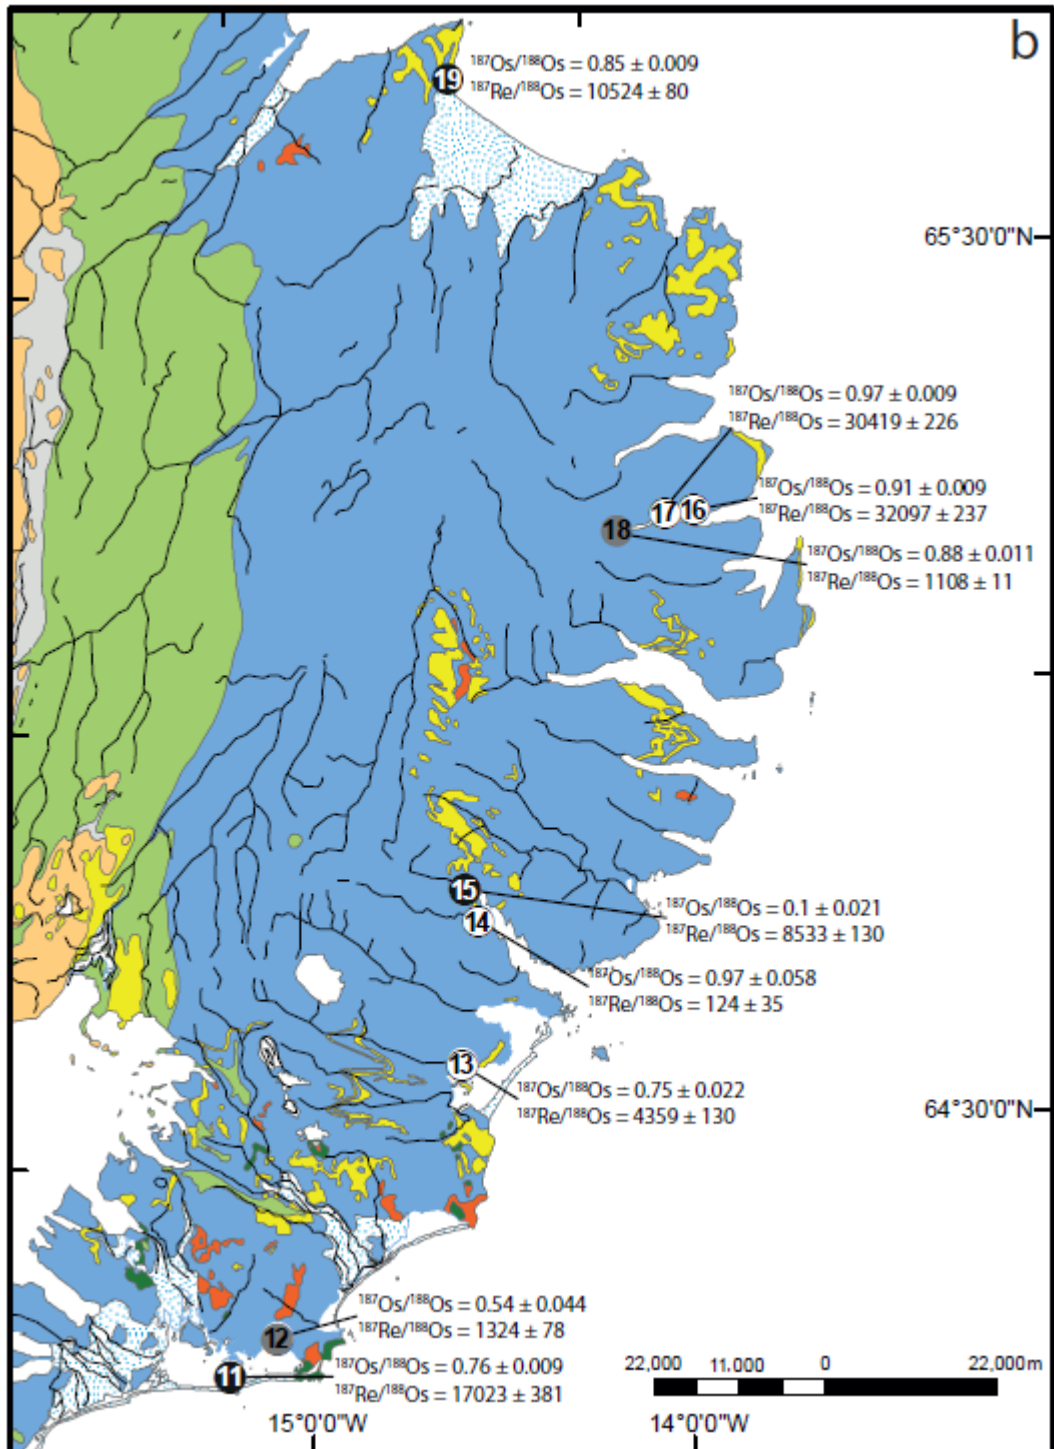 b
19
¹⁸⁷Os/¹⁸⁸Os = 0.85 ± 0.009
¹⁸⁷Re/¹⁸⁸Os = 10524 ± 80
65°30'0"N
¹⁸⁷Os/¹⁸⁸Os = 0.97 ± 0.009
¹⁸⁷Re/¹⁸⁸Os = 30419 ± 226
17 16
¹⁸⁷Os/¹⁸⁸Os = 0.91 ± 0.009
¹⁸⁷Re/¹⁸⁸Os = 32097 ± 237
18
¹⁸⁷Os/¹⁸⁸Os = 0.88 ± 0.011
¹⁸⁷Re/¹⁸⁸Os = 1108 ± 11
15
¹⁸⁷Os/¹⁸⁸Os = 0.1 ± 0.021
¹⁸⁷Re/¹⁸⁸Os = 8533 ± 130
14
¹⁸⁷Os/¹⁸⁸Os = 0.97 ± 0.058
¹⁸⁷Re/¹⁸⁸Os = 124 ± 35
13
¹⁸⁷Os/¹⁸⁸Os = 0.75 ± 0.022
¹⁸⁷Re/¹⁸⁸Os = 4359 ± 130
64°30'0"N
12
¹⁸⁷Os/¹⁸⁸Os = 0.54 ± 0.044
¹⁸⁷Re/¹⁸⁸Os = 1324 ± 78
11
¹⁸⁷Os/¹⁸⁸Os = 0.76 ± 0.009
¹⁸⁷Re/¹⁸⁸Os = 17023 ± 381
22,000 11.000 0 22,000m
15°0'0"W 14°0'0"W